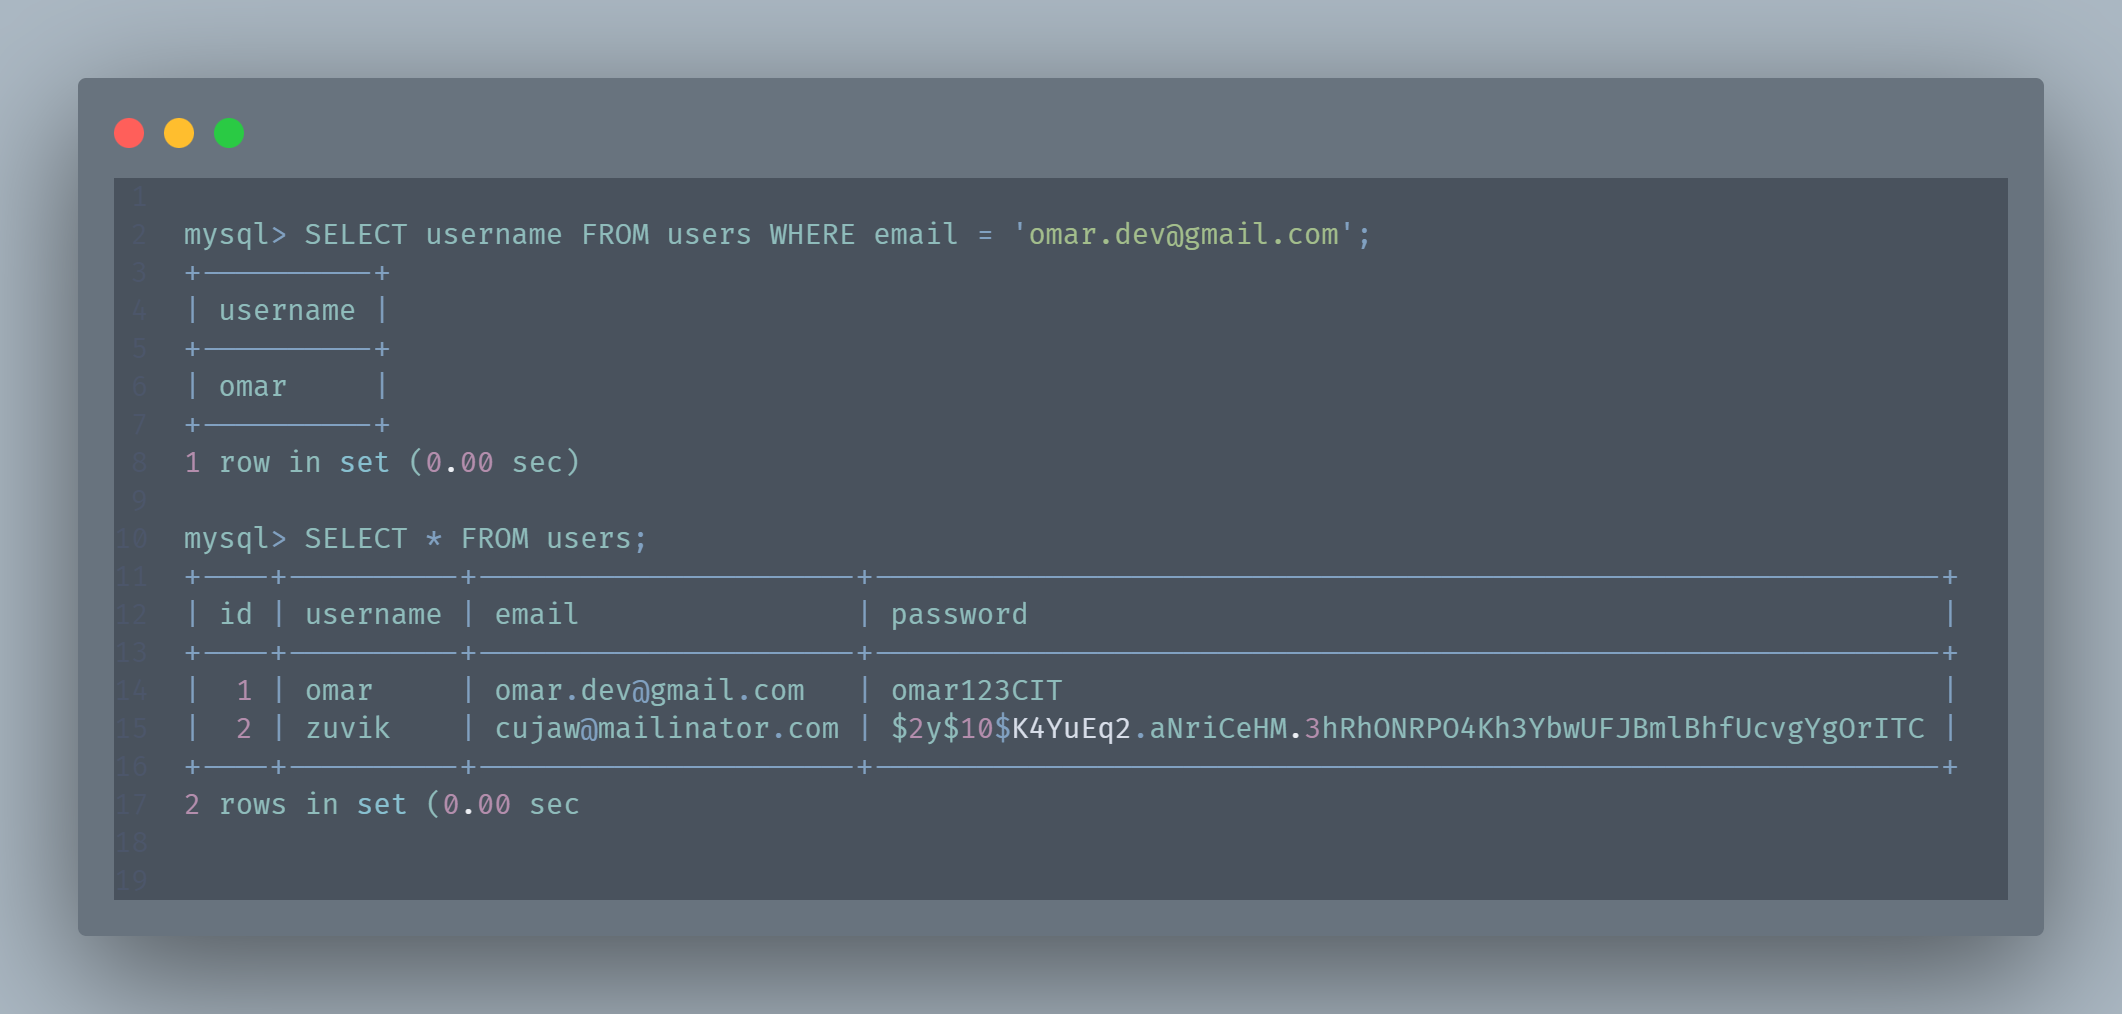 1
2 mysql> SELECT username FROM users WHERE email = 'omar.dev@gmail.com';
3 +----------+
4 | username |
5 +----------+
6 | omar     |
7 +----------+
8 1 row in set (0.00 sec)
9
10 mysql> SELECT * FROM users;
11 +----+----------+----------------------+--------------------------------------------------------------+
12 | id | username | email                | password                                                     |
13 +----+----------+----------------------+--------------------------------------------------------------+
14 |  1 | omar     | omar.dev@gmail.com   | omar123CIT                                                   |
15 |  2 | zuvik    | cujaw@mailinator.com | $2y$10$K4YuEq2.aNriCeHM.3hRhONRPO4Kh3YbwUFJBmlBhfUcvgYgOrITC |
16 +----+----------+----------------------+--------------------------------------------------------------+
17 2 rows in set (0.00 sec
18
19